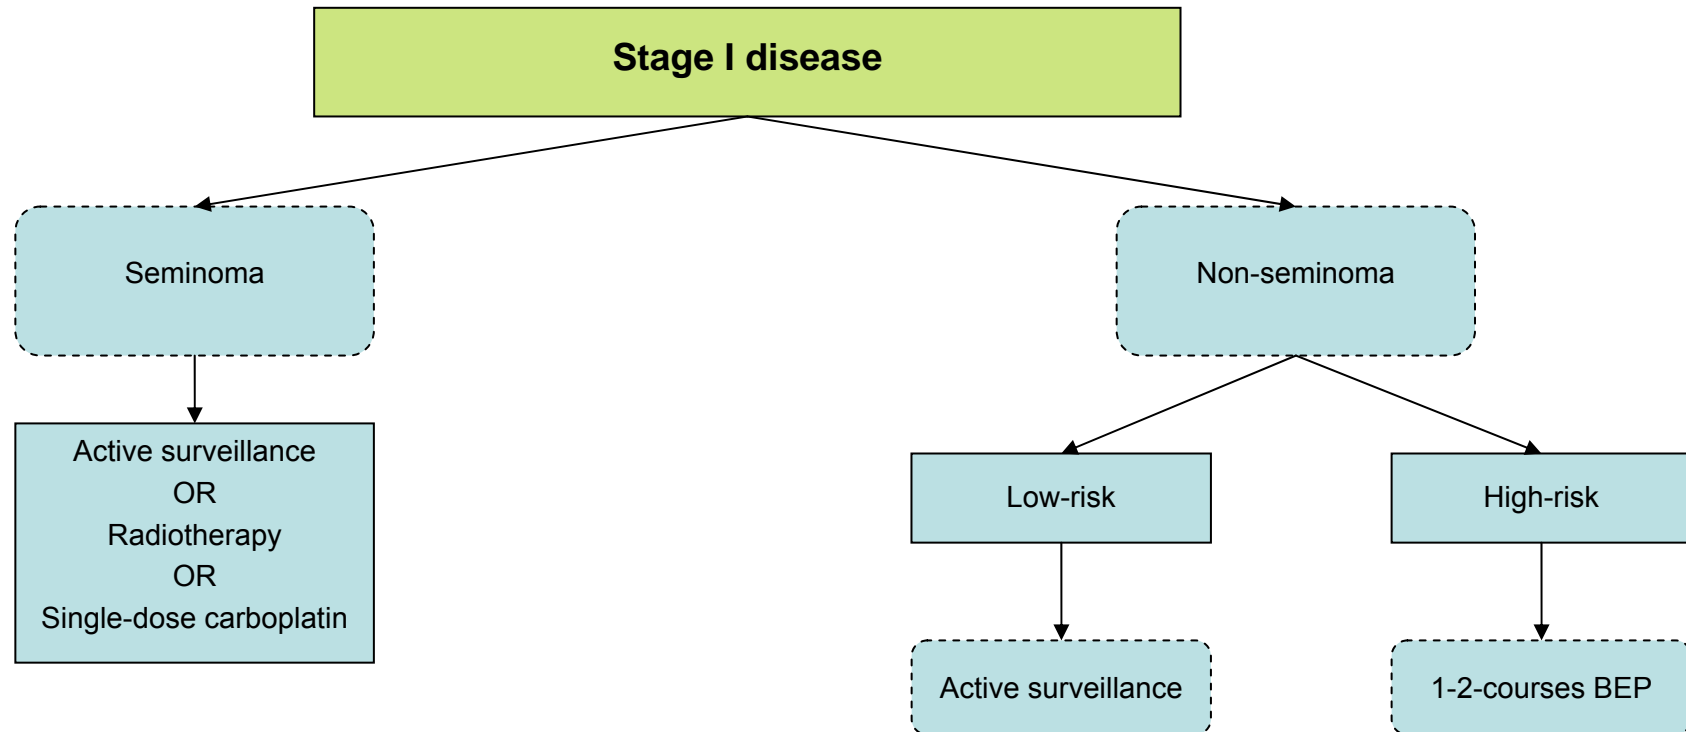 Stage I disease
Seminoma
Non-seminoma
Active surveillance
OR
Radiotherapy
OR
Single-dose carboplatin
Low-risk
High-risk
Active surveillance
1-2-courses BEP